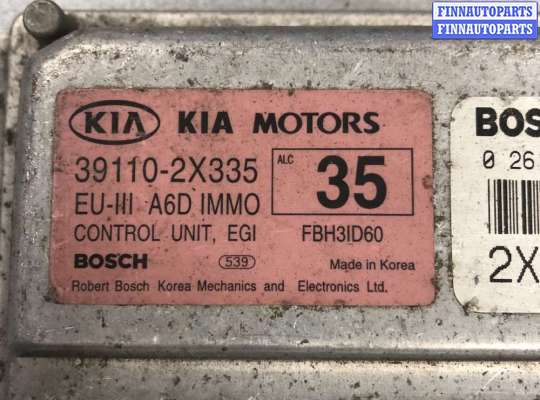 FINNAUTOPARTS
FINNAUTOPARTS
KIA KIA MOTORS
39110-2X335
ALC 35
EU-III A6D IMMO
CONTROL UNIT, EGI FBH3ID60
BOSCH 539 Made in Korea
Robert Bosch Korea Mechanics and Electronics Ltd.
BOS
0 26
2X